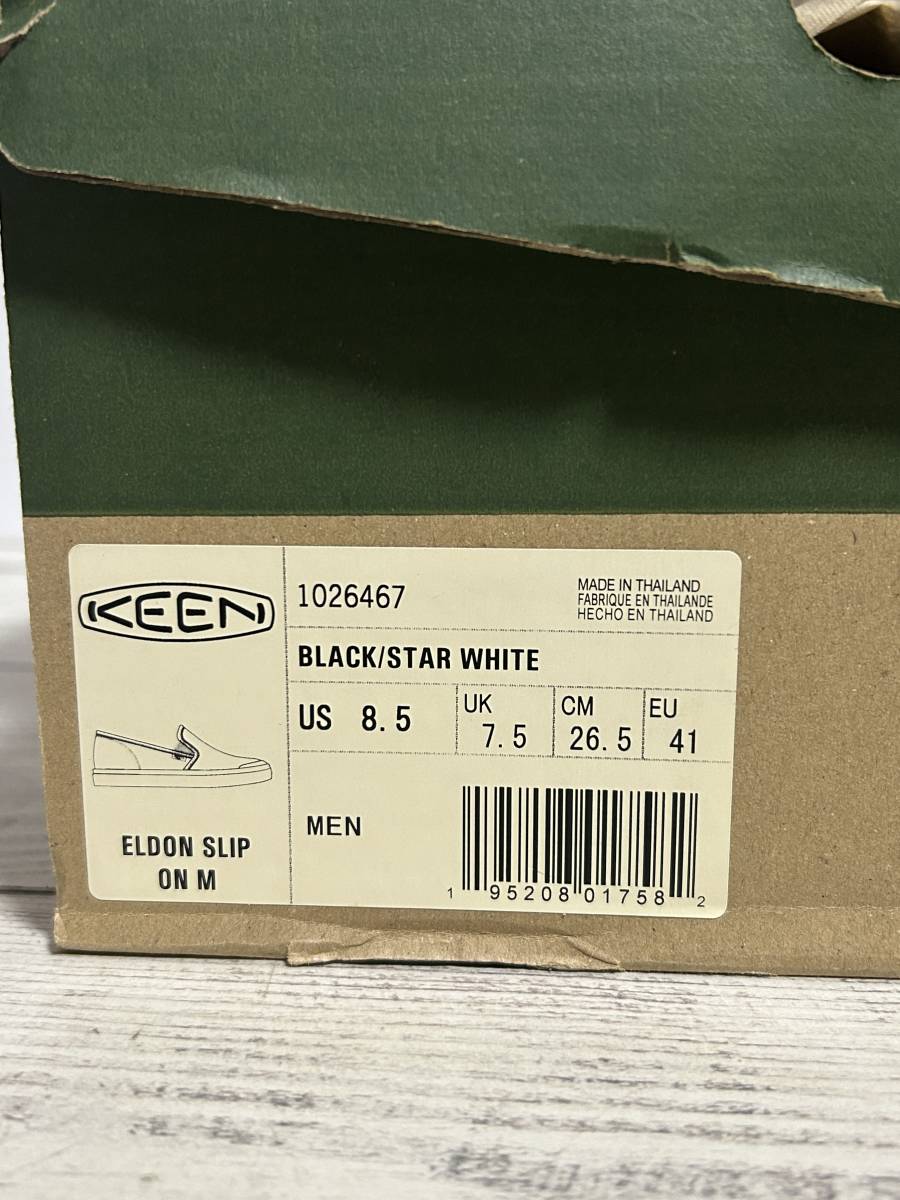 KEEN
ELDON SLIP
ON M
1026467
MADE IN THAILAND
FABRIQUE EN THAILANDE
HECHO EN THAILAND
BLACK/STAR WHITE
US 8.5
UK
7.5
CM
26.5
EU
41
MEN
1 95208 01758 2